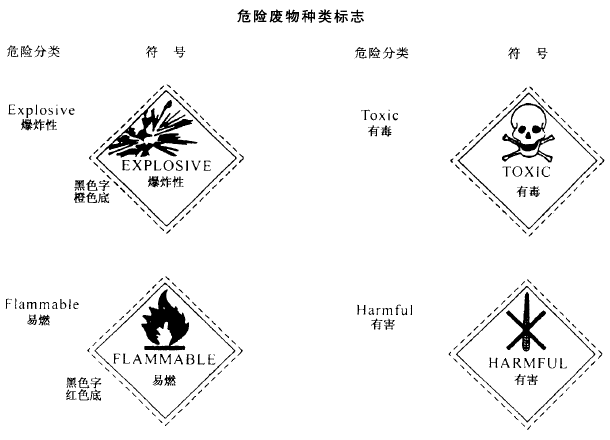 危险废物种类标志
危险分类 符 号 危险分类 符 号
Explosive
爆炸性
EXPLOSIVE
爆炸性
黑色字
橙色底
Toxic
有毒
TOXIC
有毒
Flammable
易燃
FLAMMABLE
易燃
黑色字
红色底
Harmful
有害
HARMFUL
有害